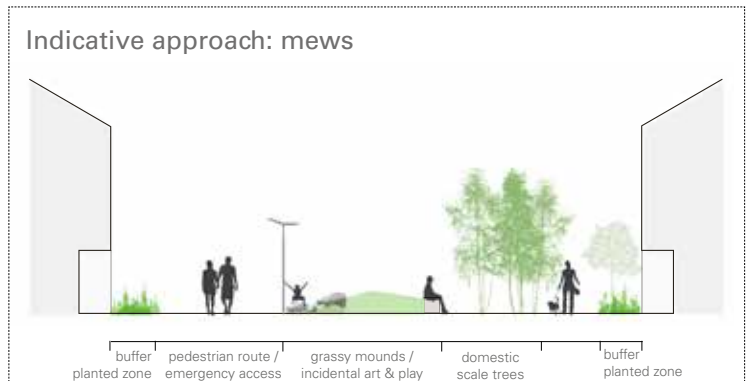 Indicative approach: mews
buffer
planted zone
pedestrian route /
emergency access
grassy mounds /
incidental art & play
domestic
scale trees
buffer
planted zone